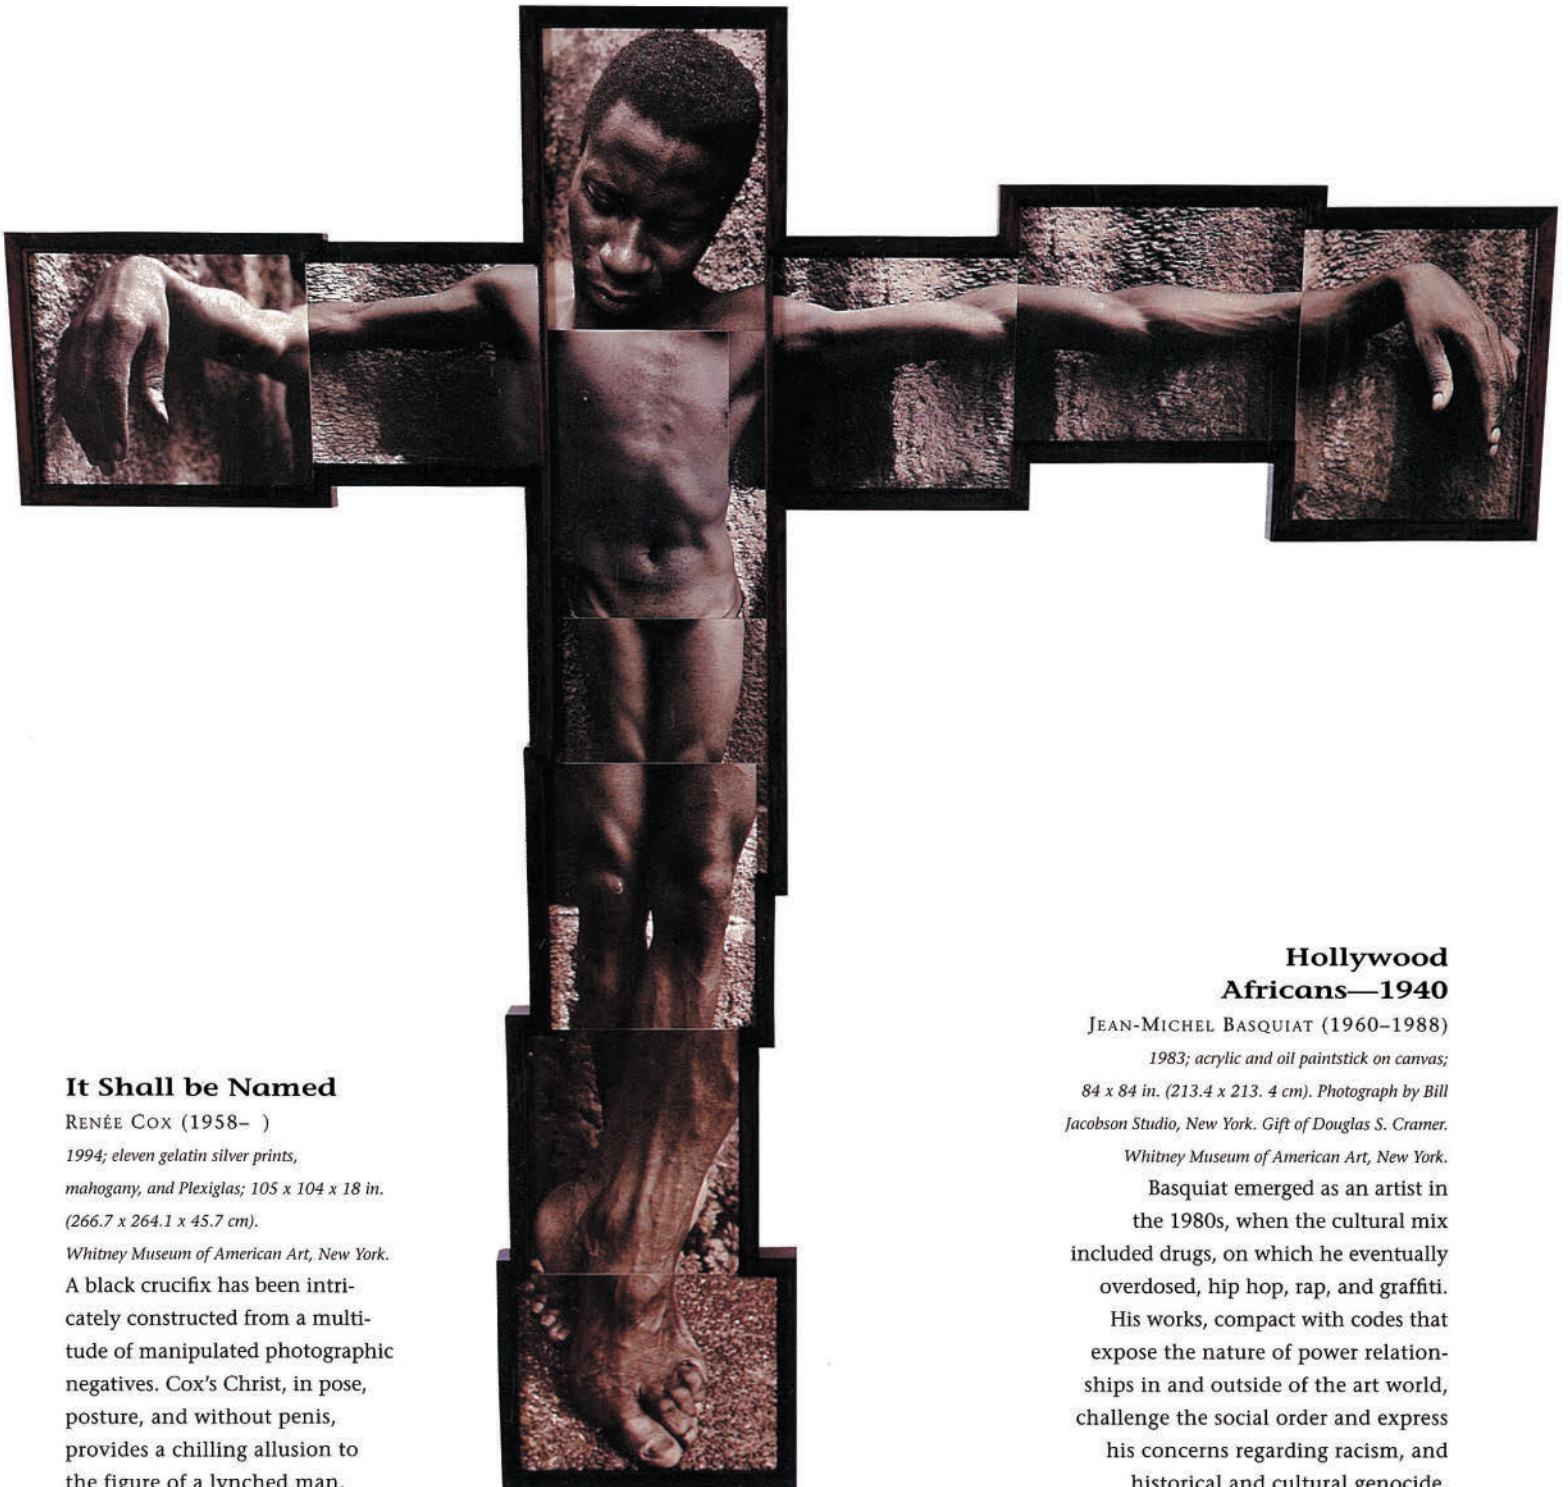 It Shall be Named
RENÉE COX (1958– )
1994; eleven gelatin silver prints,
mahogany, and Plexiglas; 105 x 104 x 18 in.
(266.7 x 264.1 x 45.7 cm).
Whitney Museum of American Art, New York.
A black crucifix has been intri-
cately constructed from a multi-
tude of manipulated photographic
negatives. Cox's Christ, in pose,
posture, and without penis,
provides a chilling allusion to
the figure of a lynched man.
Hollywood
Africans—1940
JEAN-MICHEL BASQUIAT (1960–1988)
1983; acrylic and oil paintstick on canvas;
84 x 84 in. (213.4 x 213. 4 cm). Photograph by Bill
Jacobson Studio, New York. Gift of Douglas S. Cramer.
Whitney Museum of American Art, New York.
Basquiat emerged as an artist in
the 1980s, when the cultural mix
included drugs, on which he eventually
overdosed, hip hop, rap, and graffiti.
His works, compact with codes that
expose the nature of power relation-
ships in and outside of the art world,
challenge the social order and express
his concerns regarding racism, and
historical and cultural genocide.